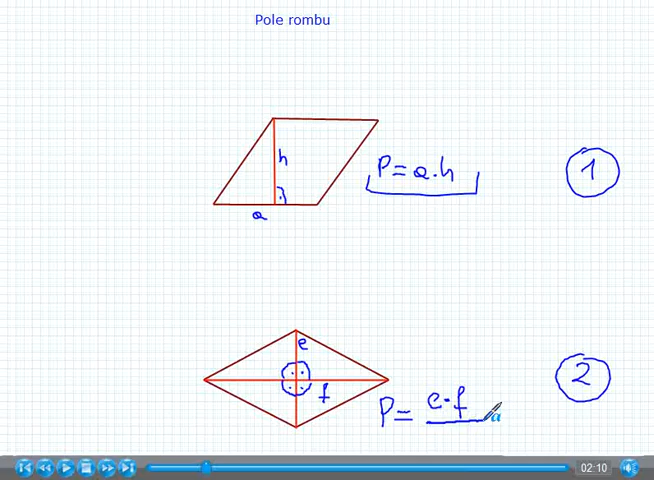 Pole rombu
h
P = a·h
1
a
e
2
f
P = e·f
02:10